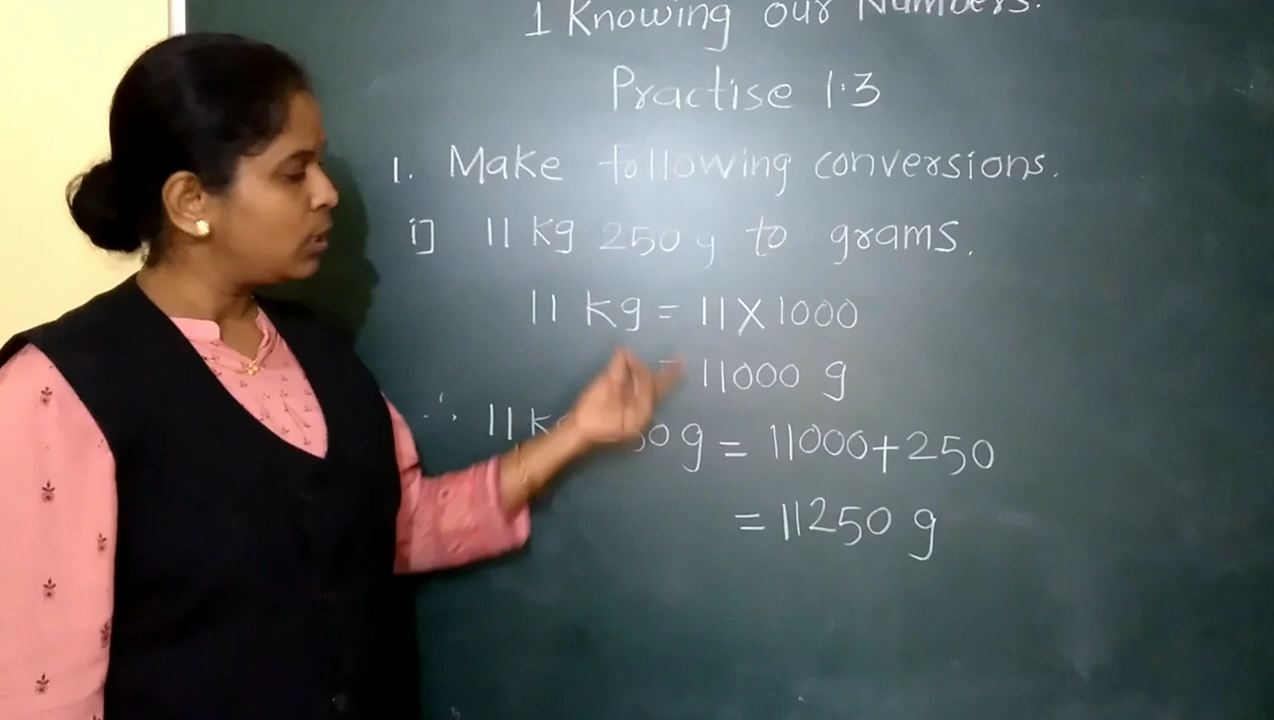 1 Knowing our Numbers.
Practise 1.3
1. Make following conversions.
i] 11 kg 250 g to grams.
11 kg = 11 X 1000
= 11000 g
∴ 11 g = 11000 + 250
= 11250 g